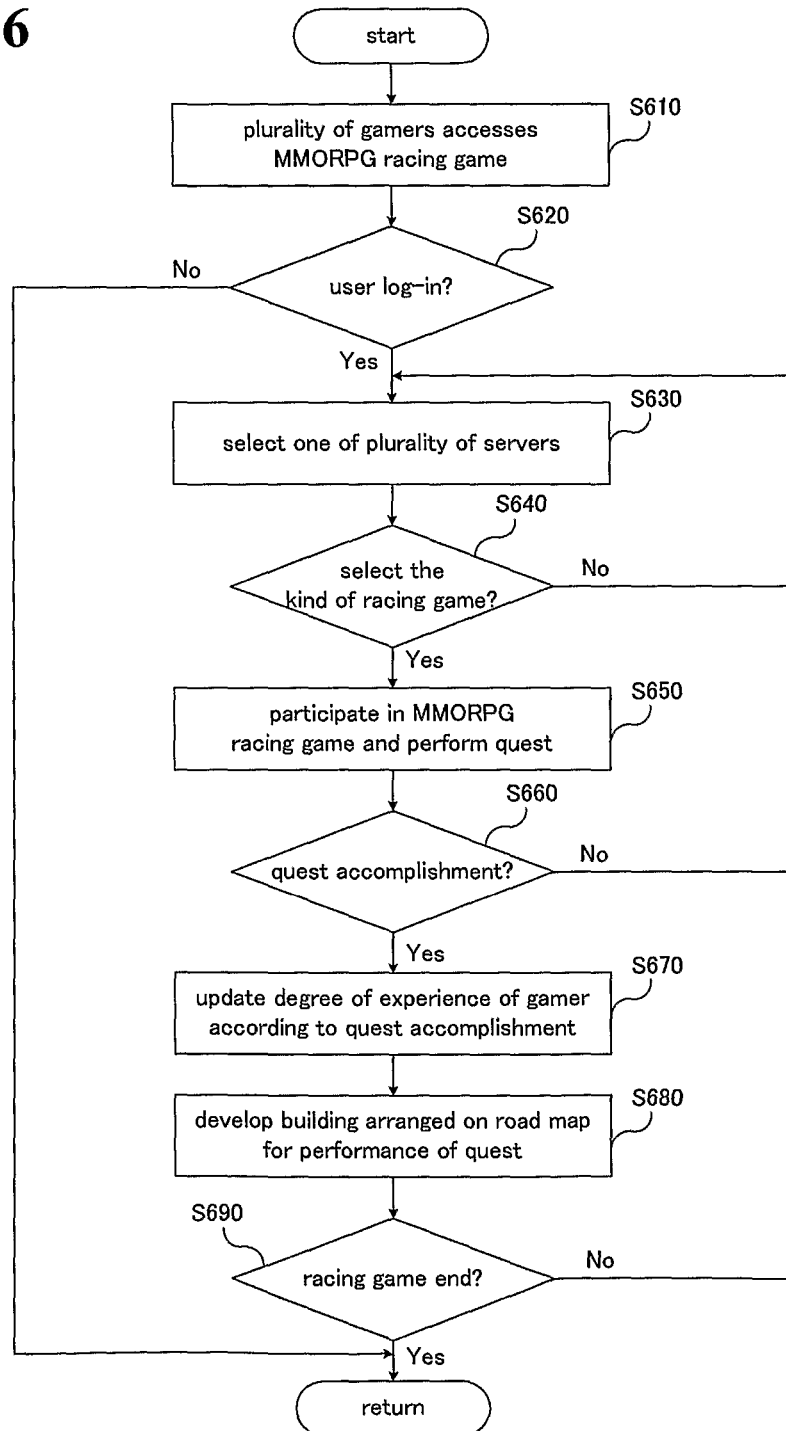 6
start
S610
plurality of gamers accesses
MMORPG racing game
S620
No
user log-in?
Yes
S630
select one of plurality of servers
S640
select the
kind of racing game?
No
Yes
S650
participate in MMORPG
racing game and perform quest
S660
quest accomplishment?
No
Yes
S670
update degree of experience of gamer
according to quest accomplishment
S680
develop building arranged on road map
for performance of quest
S690
racing game end?
No
Yes
return